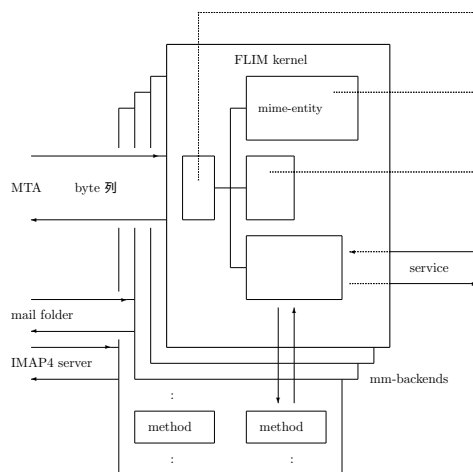 FLIM kernel
mime-entity
MTA byte 列
service
mail folder
IMAP4 server
mm-backends
:
method method
: :